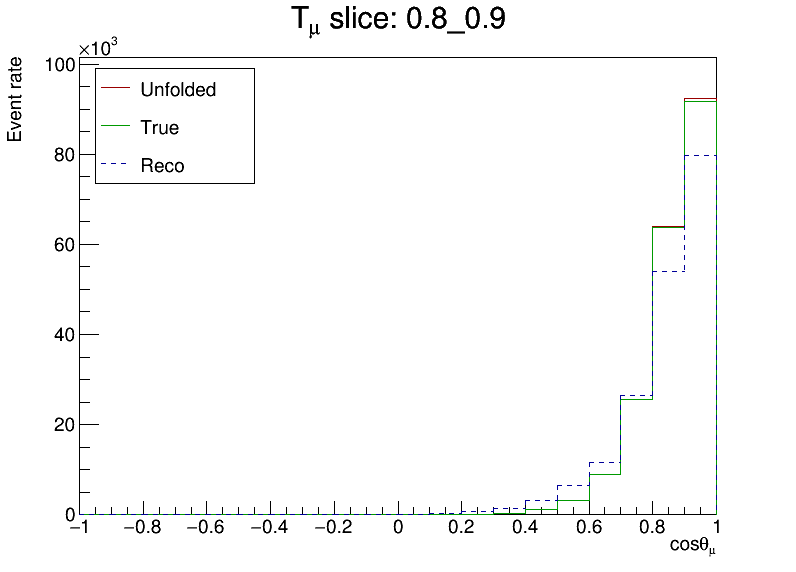 Tμ slice: 0.8_0.9
×10³
Event rate
100
80
60
40
20
0
Unfolded
True
Reco
−1 −0.8 −0.6 −0.4 −0.2 0 0.2 0.4 0.6 0.8 1
cosθμ